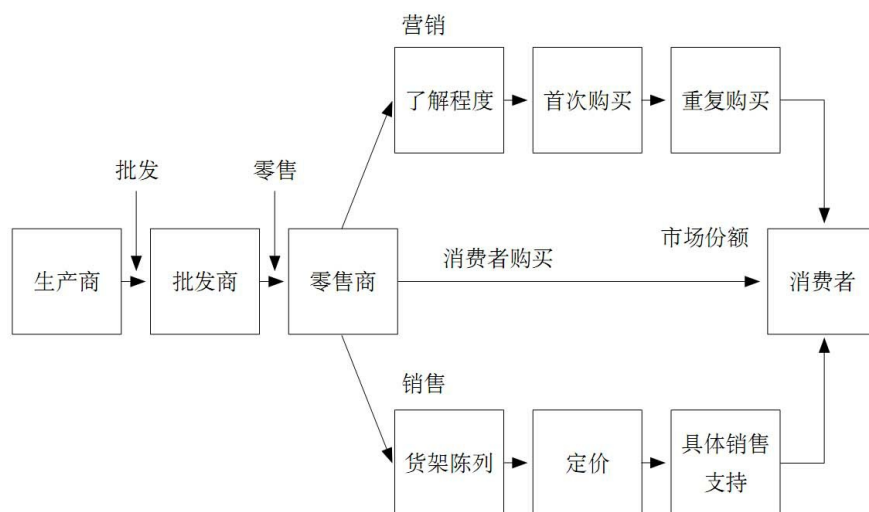 营销
了解程度
首次购买
重复购买
批发
零售
生产商
批发商
零售商
消费者购买
市场份额
消费者
销售
货架陈列
定价
具体销售
支持